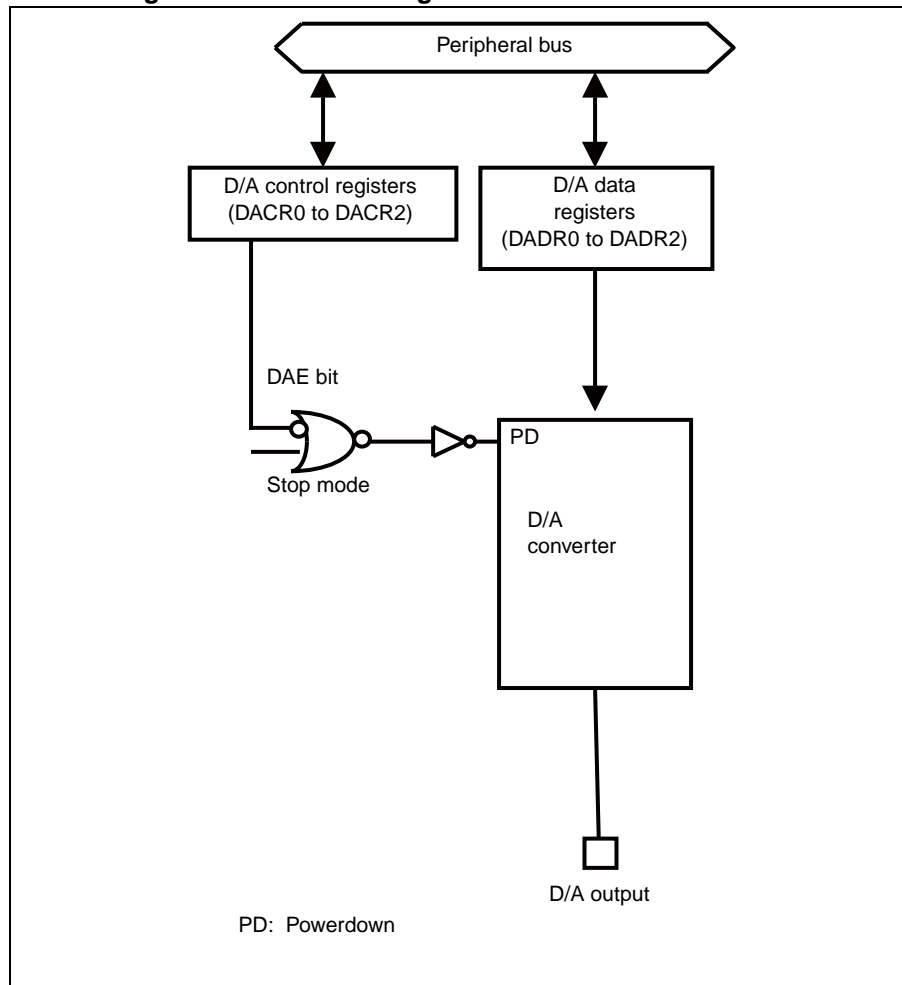 Peripheral bus
D/A control registers
(DACR0 to DACR2)
D/A data
registers
(DADR0 to DADR2)
DAE bit
Stop mode
PD
D/A
converter
D/A output
PD: Powerdown